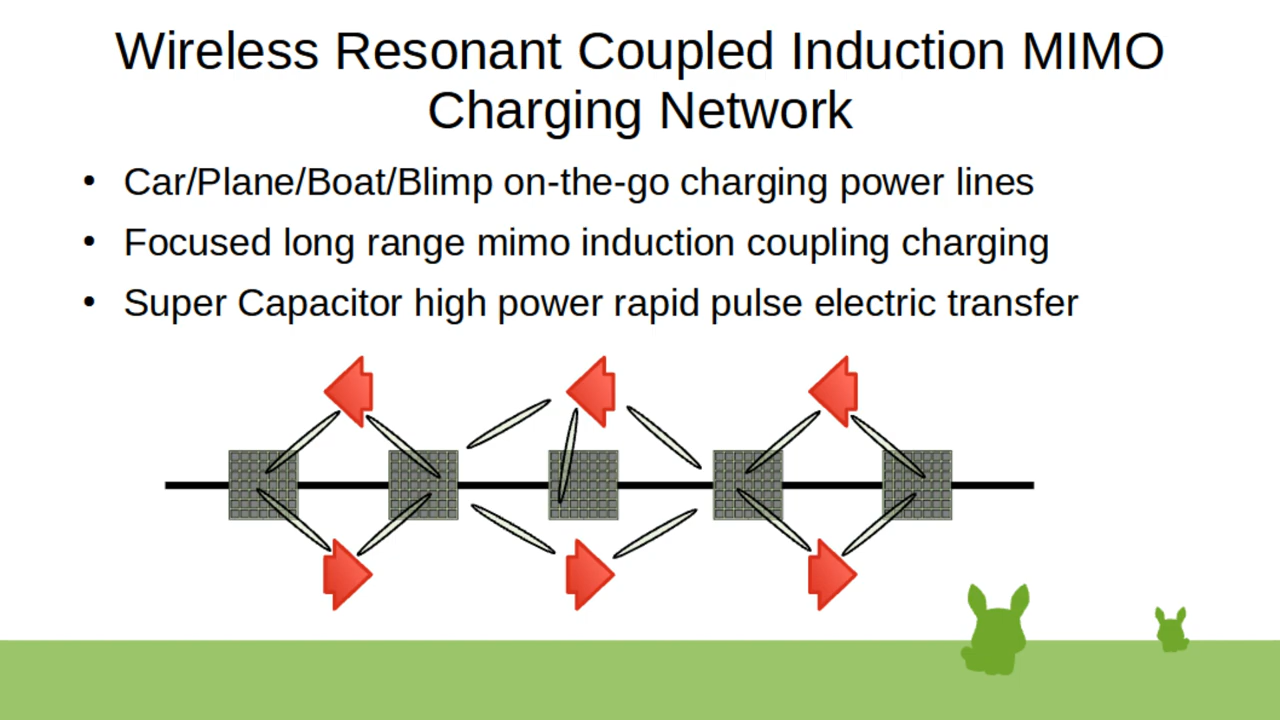 Wireless Resonant Coupled Induction MIMO
Charging Network
• Car/Plane/Boat/Blimp on-the-go charging power lines
• Focused long range mimo induction coupling charging
• Super Capacitor high power rapid pulse electric transfer